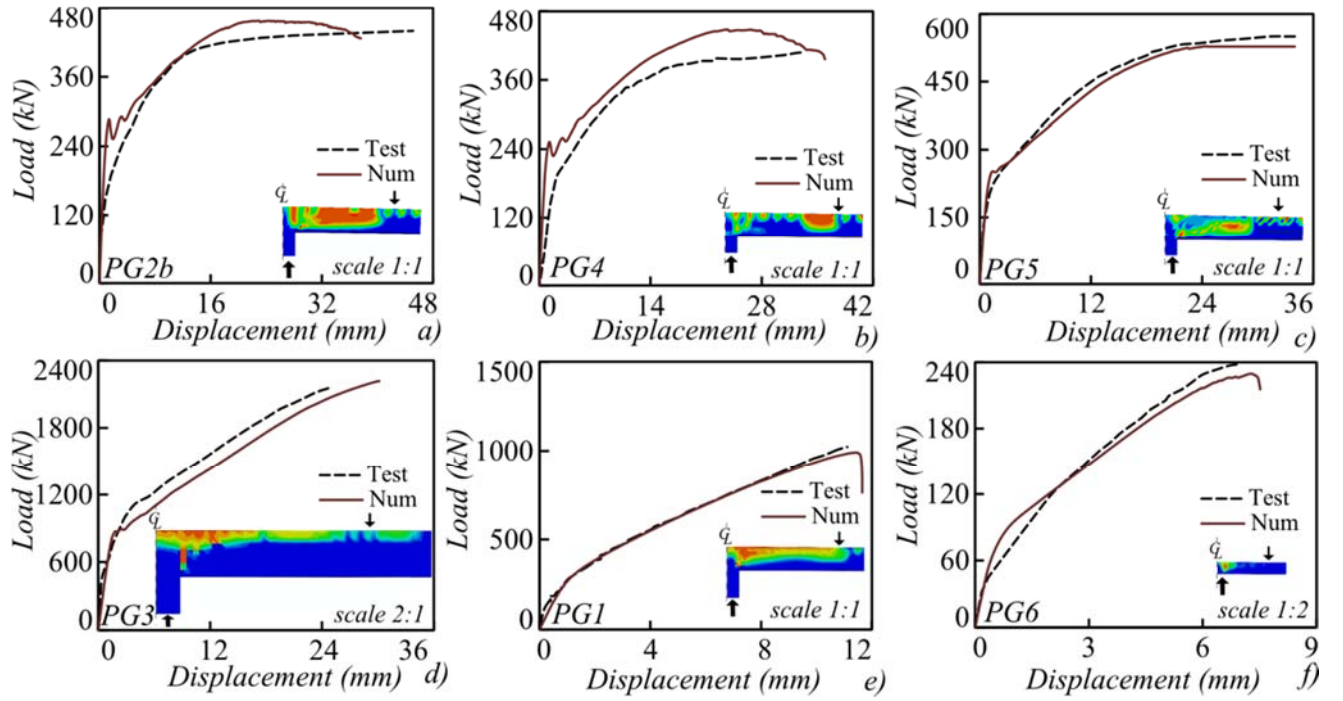 480
360
240
120
0
Load (kN)
Test
Num
C
L
PG2b
scale 1:1
0
16
32
48
Displacement (mm)
a)
480
360
240
120
0
Load (kN)
Test
Num
C
L
PG4
scale 1:1
0
14
28
42
Displacement (mm)
b)
600
450
300
150
0
Load (kN)
Test
Num
C
L
PG5
scale 1:1
0
12
24
36
Displacement (mm)
c)
2400
1800
1200
600
0
Load (kN)
Test
Num
C
L
PG3
scale 2:1
0
12
24
36
Displacement (mm)
d)
1500
1000
500
0
Load (kN)
Test
Num
C
L
PG1
scale 1:1
0
4
8
12
Displacement (mm)
e)
240
180
120
60
0
Load (kN)
Test
Num
C
L
PG6
scale 1:2
0
3
6
9
Displacement (mm)
f)